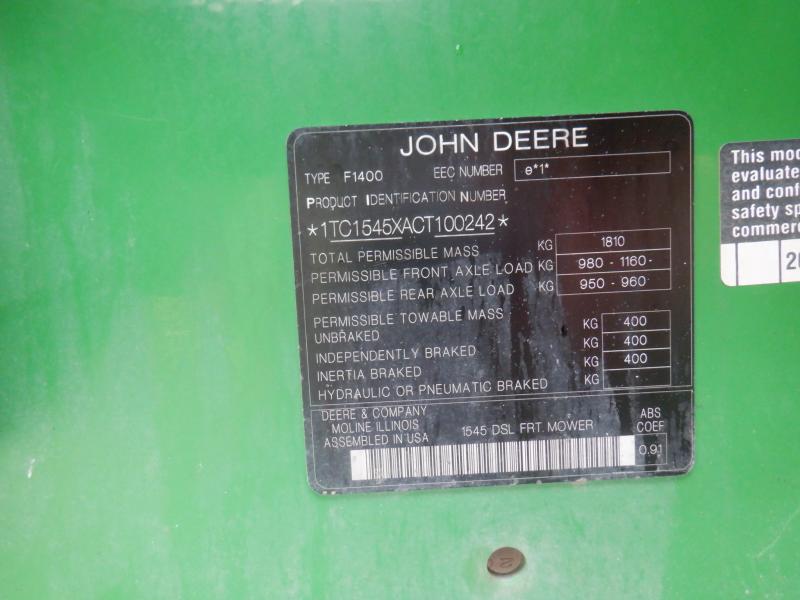 JOHN DEERE
TYPE F1400 EEC NUMBER e*1*
PRODUCT IDENTIFICATION NUMBER
*1TC1545XACT100242*
TOTAL PERMISSIBLE MASS KG 1810
PERMISSIBLE FRONT AXLE LOAD KG 980 - 1160-
PERMISSIBLE REAR AXLE LOAD KG 950 - 960-
PERMISSIBLE TOWABLE MASS
UNBRAKED KG 400
INDEPENDENTLY BRAKED KG 400
INERTIA BRAKED KG 400
HYDRAULIC OR PNEUMATIC BRAKED KG -
DEERE & COMPANY
MOLINE ILLINOIS
ASSEMBLED IN USA
1545 DSL FRT. MOWER
ABS
COEF
0.91
This mod
evaluate
and conf
safety sp
commerc
20